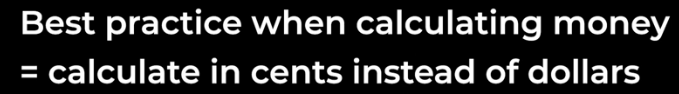 Best practice when calculating money
= calculate in cents instead of dollars